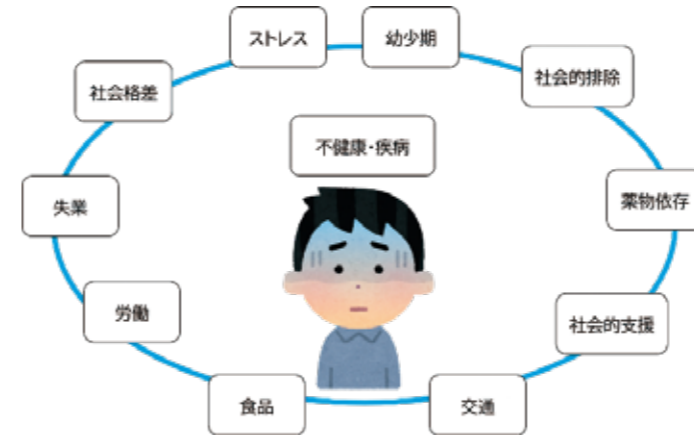 ストレス
幼少期
社会格差
社会的排除
不健康・疾病
失業
薬物依存
労働
社会的支援
食品
交通